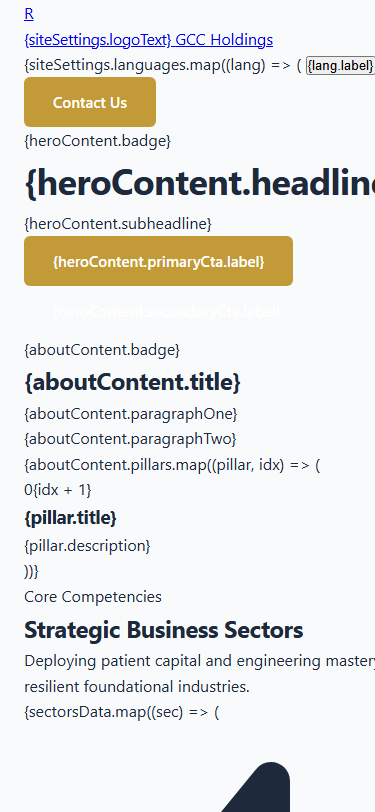 R
{siteSettings.logoText} GCC Holdings
{siteSettings.languages.map((lang) => ( {lang.label}
Contact Us
{heroContent.badge}
{heroContent.headline
{heroContent.subheadline}
{heroContent.primaryCta.label}
{heroContent.secondaryCta.label}
{aboutContent.badge}
{aboutContent.title}
{aboutContent.paragraphOne}
{aboutContent.paragraphTwo}
{aboutContent.pillars.map((pillar, idx) => (
0{idx + 1}
{pillar.title}
{pillar.description}
))}
Core Competencies
Strategic Business Sectors
Deploying patient capital and engineering mastery
resilient foundational industries.
{sectorsData.map((sec) => (